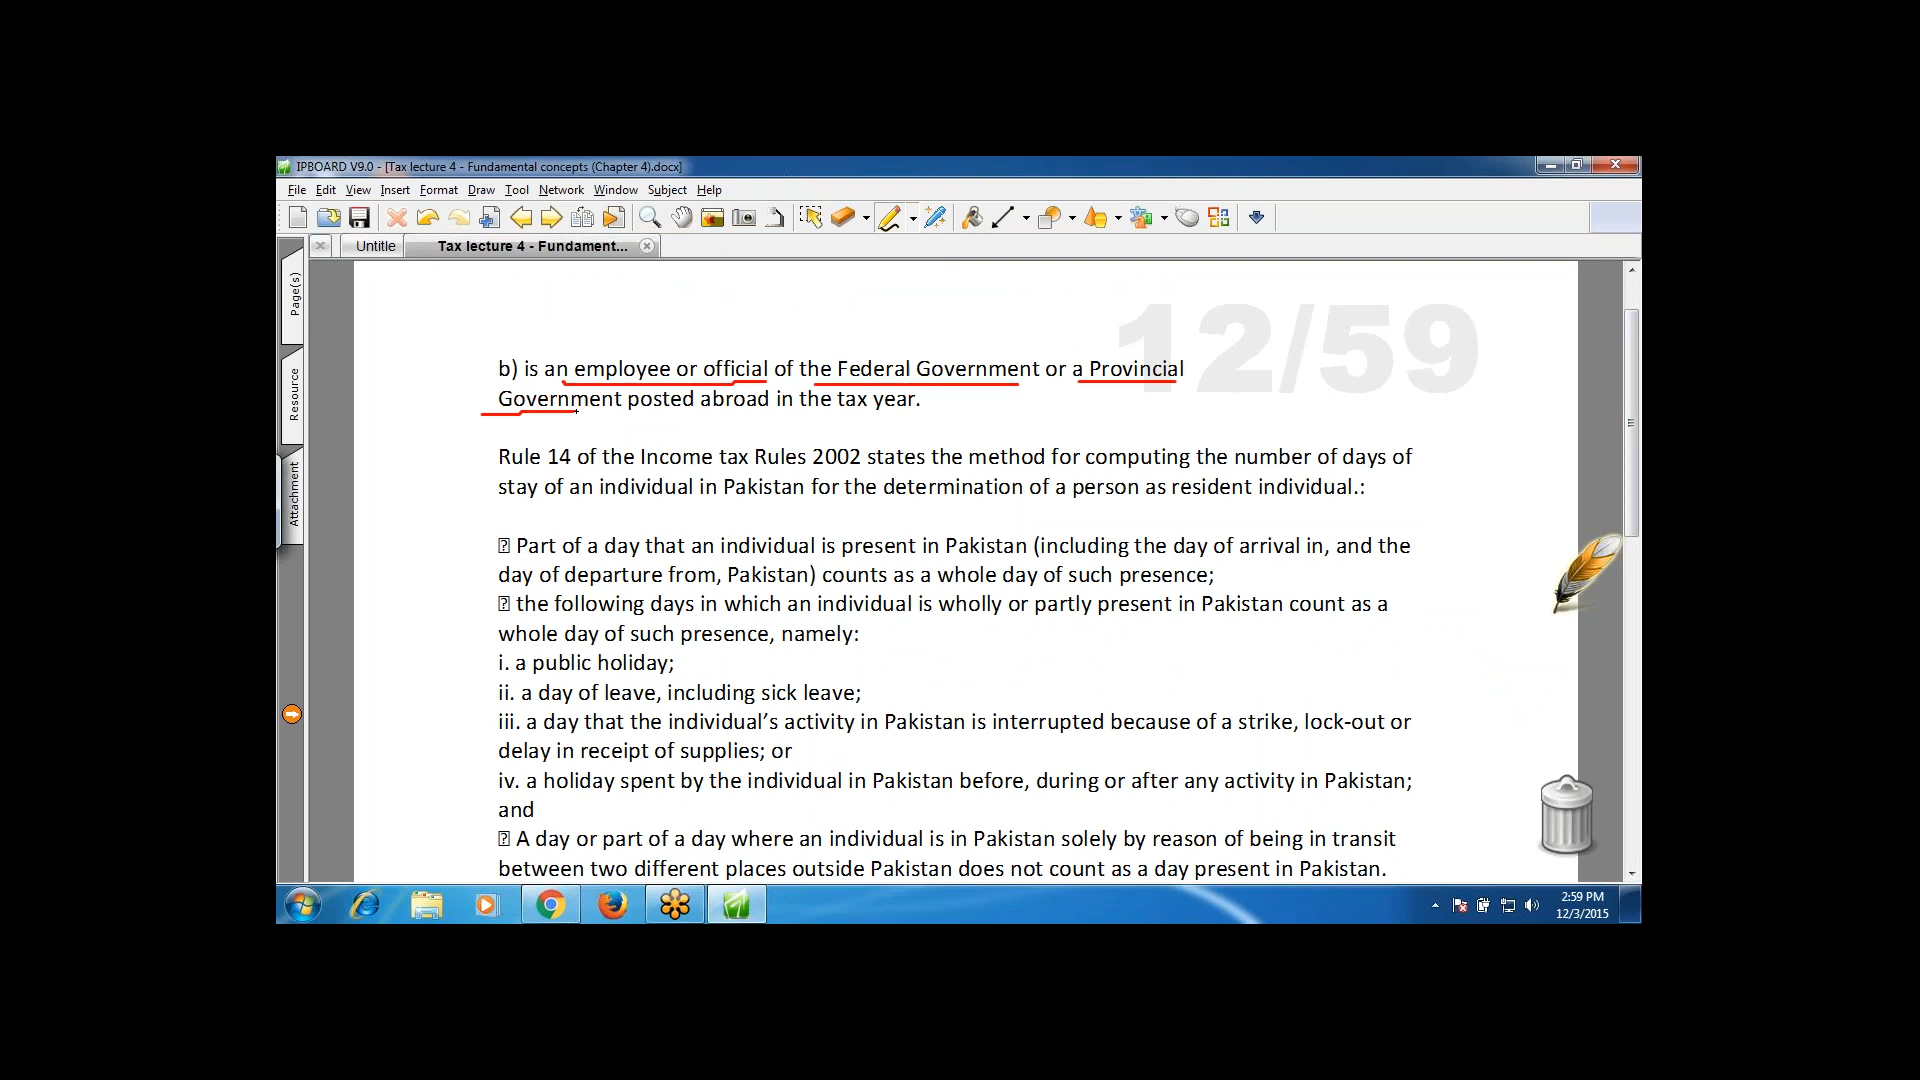 IPBOARD V9.0 - [Tax lecture 4 - Fundamental concepts (Chapter 4).docx]
File Edit View Insert Format Draw Tool Network Window Subject Help
Untitle Tax lecture 4 - Fundament...
Page(s)
Resource
Attachment
12/59
b) is an employee or official of the Federal Government or a Provincial
Government posted abroad in the tax year.
Rule 14 of the Income tax Rules 2002 states the method for computing the number of days of
stay of an individual in Pakistan for the determination of a person as resident individual.:
Part of a day that an individual is present in Pakistan (including the day of arrival in, and the
day of departure from, Pakistan) counts as a whole day of such presence;
the following days in which an individual is wholly or partly present in Pakistan count as a
whole day of such presence, namely:
i. a public holiday;
ii. a day of leave, including sick leave;
iii. a day that the individual’s activity in Pakistan is interrupted because of a strike, lock-out or
delay in receipt of supplies; or
iv. a holiday spent by the individual in Pakistan before, during or after any activity in Pakistan;
and
A day or part of a day where an individual is in Pakistan solely by reason of being in transit
between two different places outside Pakistan does not count as a day present in Pakistan.
2:59 PM
12/3/2015